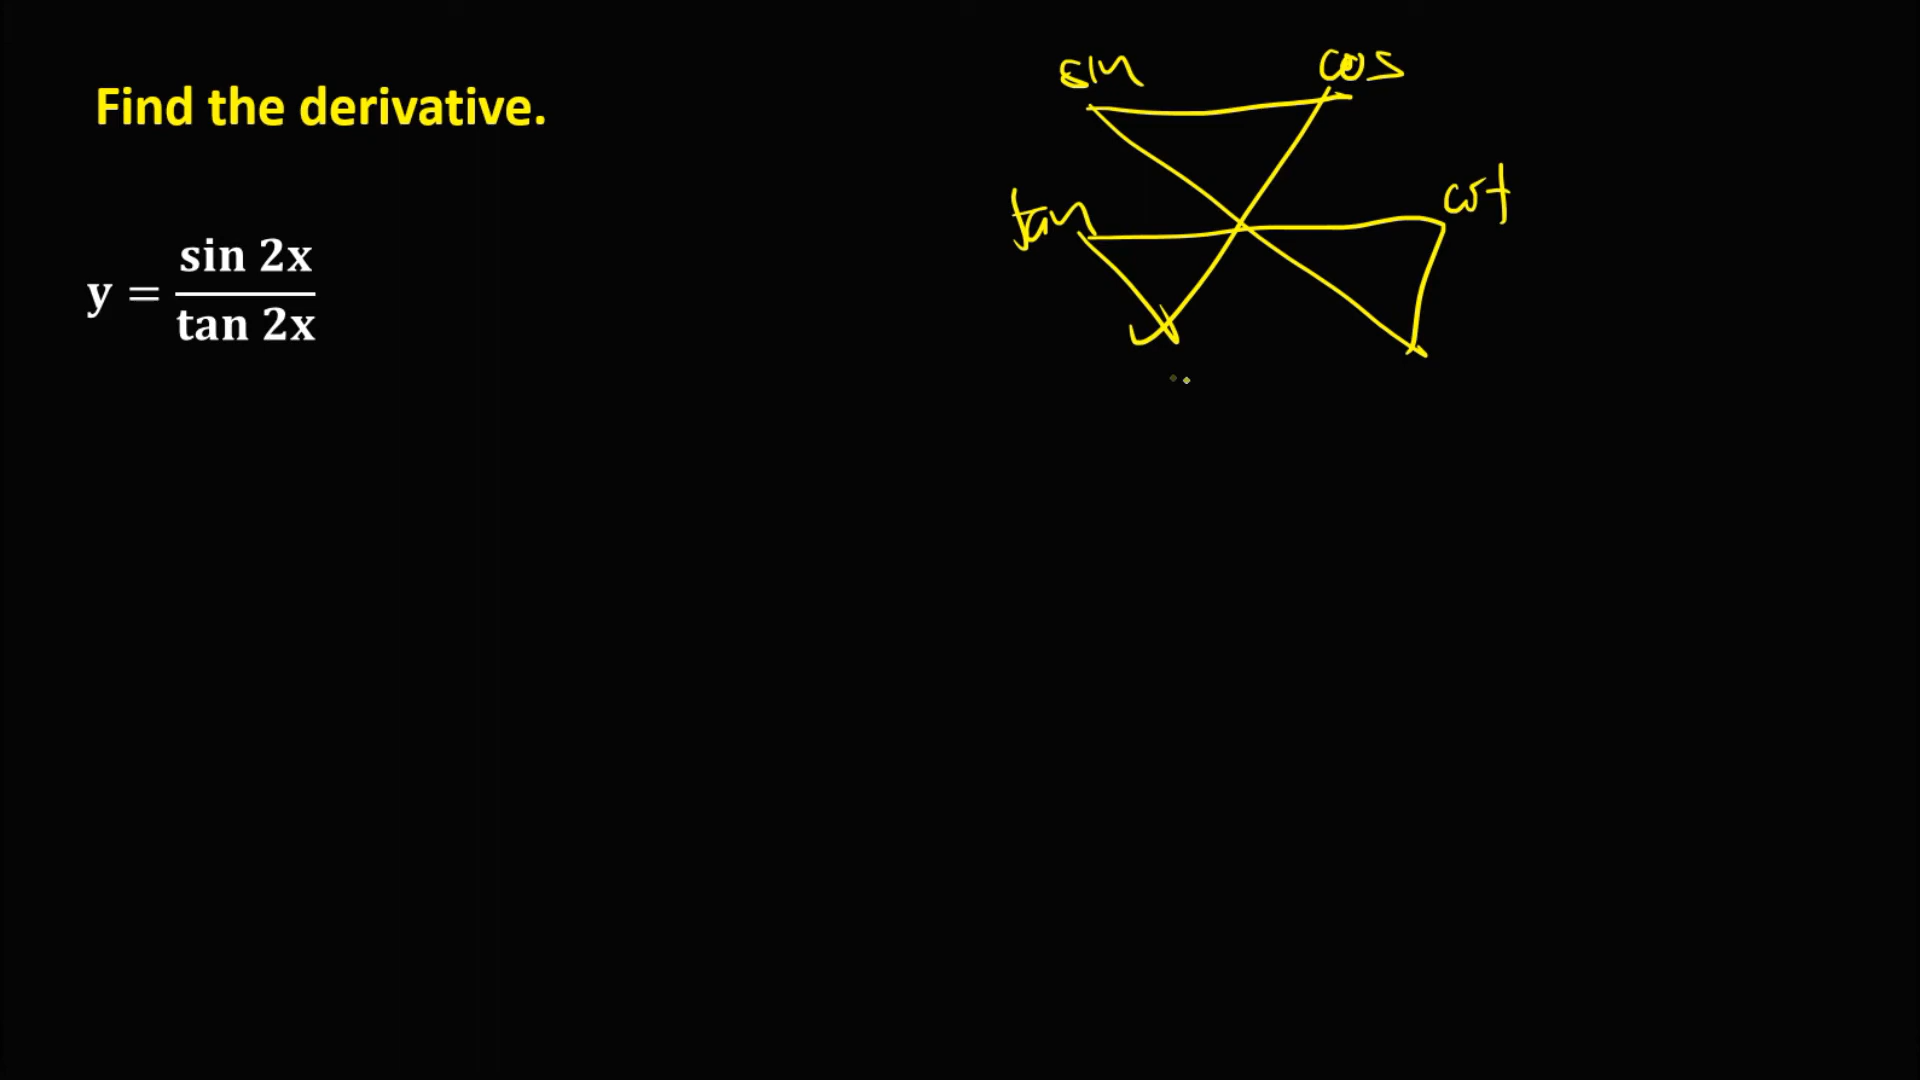 Find the derivative.
y = sin 2x / tan 2x
sin cos
tan cot